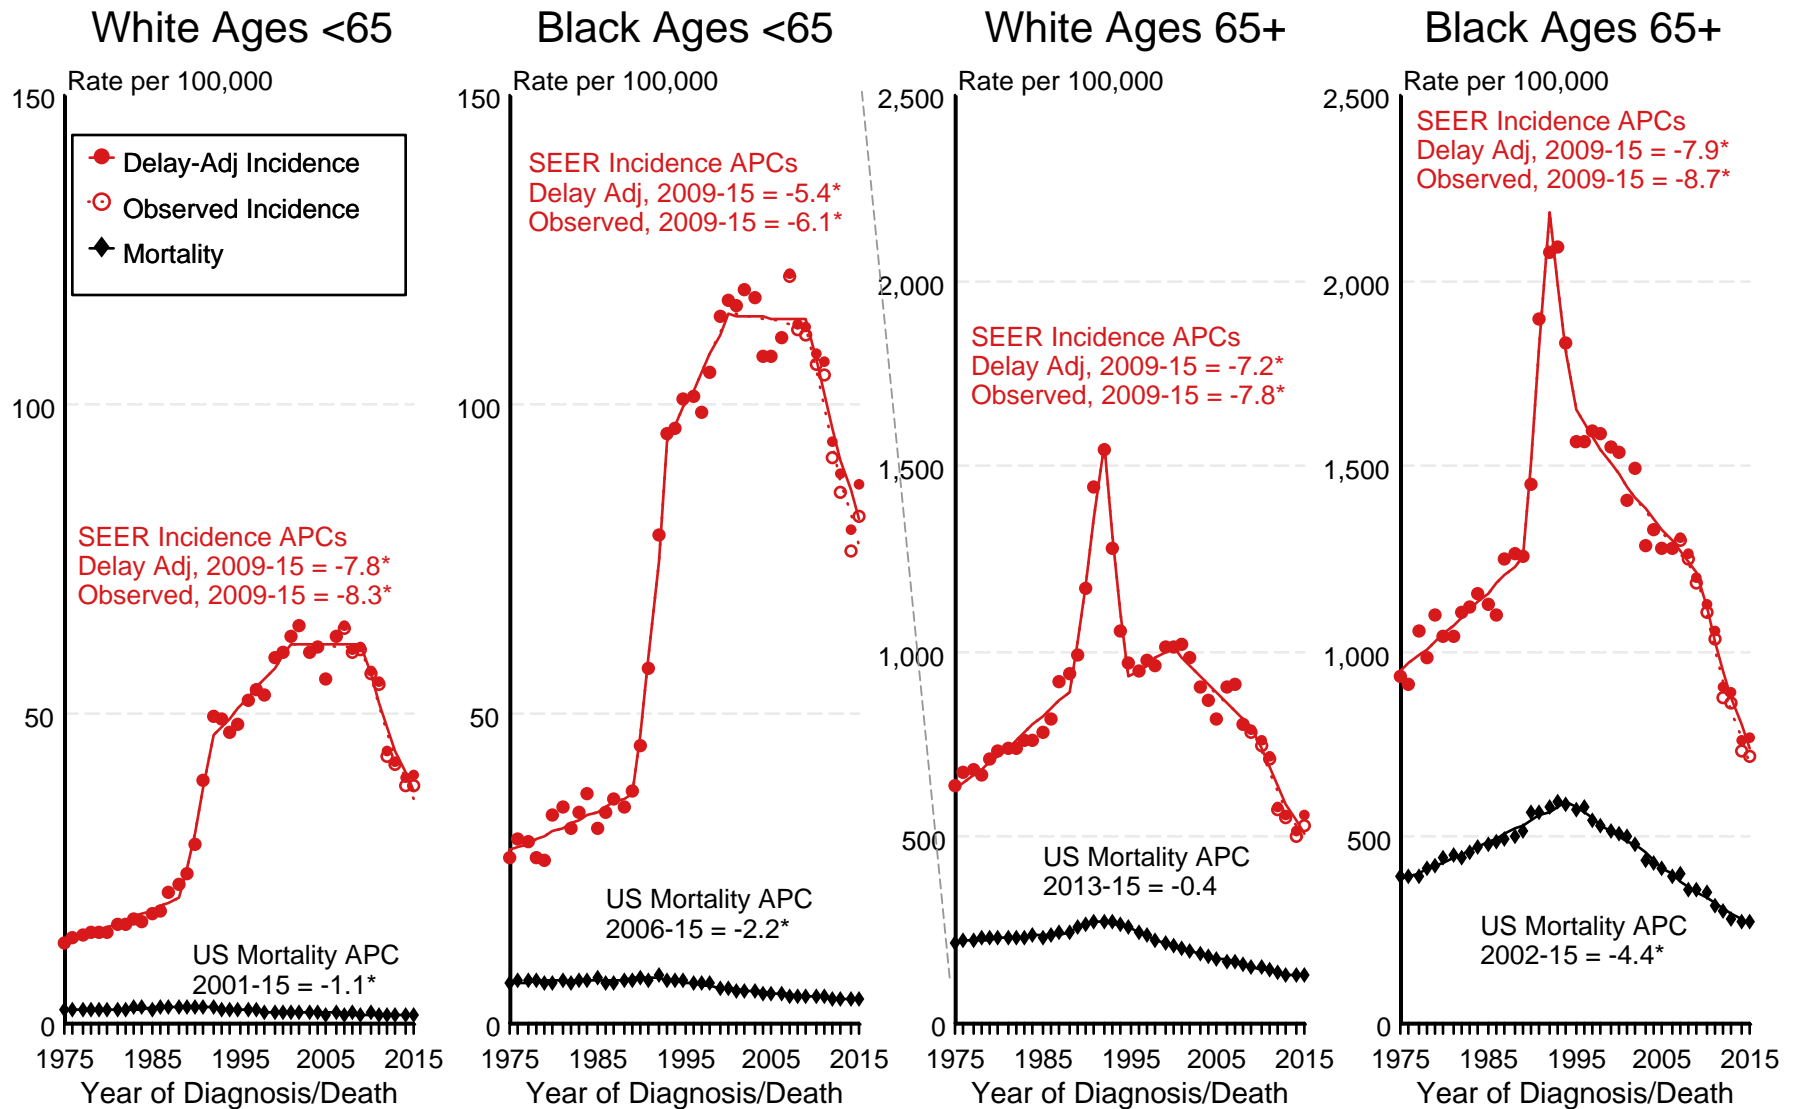 White Ages <65
Rate per 100,000
150
100
50
0
Delay-Adj Incidence
Observed Incidence
Mortality
SEER Incidence APCs
Delay Adj, 2009-15 = -7.8*
Observed, 2009-15 = -8.3*
US Mortality APC
2001-15 = -1.1*
1975 1985 1995 2005 2015
Year of Diagnosis/Death
Black Ages <65
Rate per 100,000
150
100
50
0
SEER Incidence APCs
Delay Adj, 2009-15 = -5.4*
Observed, 2009-15 = -6.1*
US Mortality APC
2006-15 = -2.2*
1975 1985 1995 2005 2015
Year of Diagnosis/Death
White Ages 65+
Rate per 100,000
2,500
2,000
1,500
1,000
500
0
SEER Incidence APCs
Delay Adj, 2009-15 = -7.2*
Observed, 2009-15 = -7.8*
US Mortality APC
2013-15 = -0.4
1975 1985 1995 2005 2015
Year of Diagnosis/Death
Black Ages 65+
Rate per 100,000
2,500
2,000
1,500
1,000
500
0
SEER Incidence APCs
Delay Adj, 2009-15 = -7.9*
Observed, 2009-15 = -8.7*
US Mortality APC
2002-15 = -4.4*
1975 1985 1995 2005 2015
Year of Diagnosis/Death